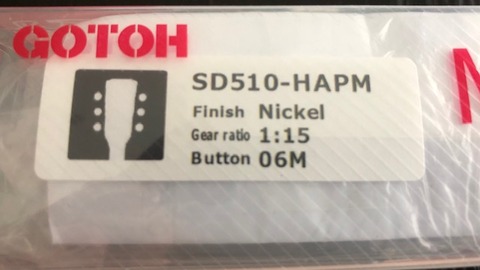 GOTOH
SD510-HAPM
Finish Nickel
Gear ratio 1:15
Button 06M